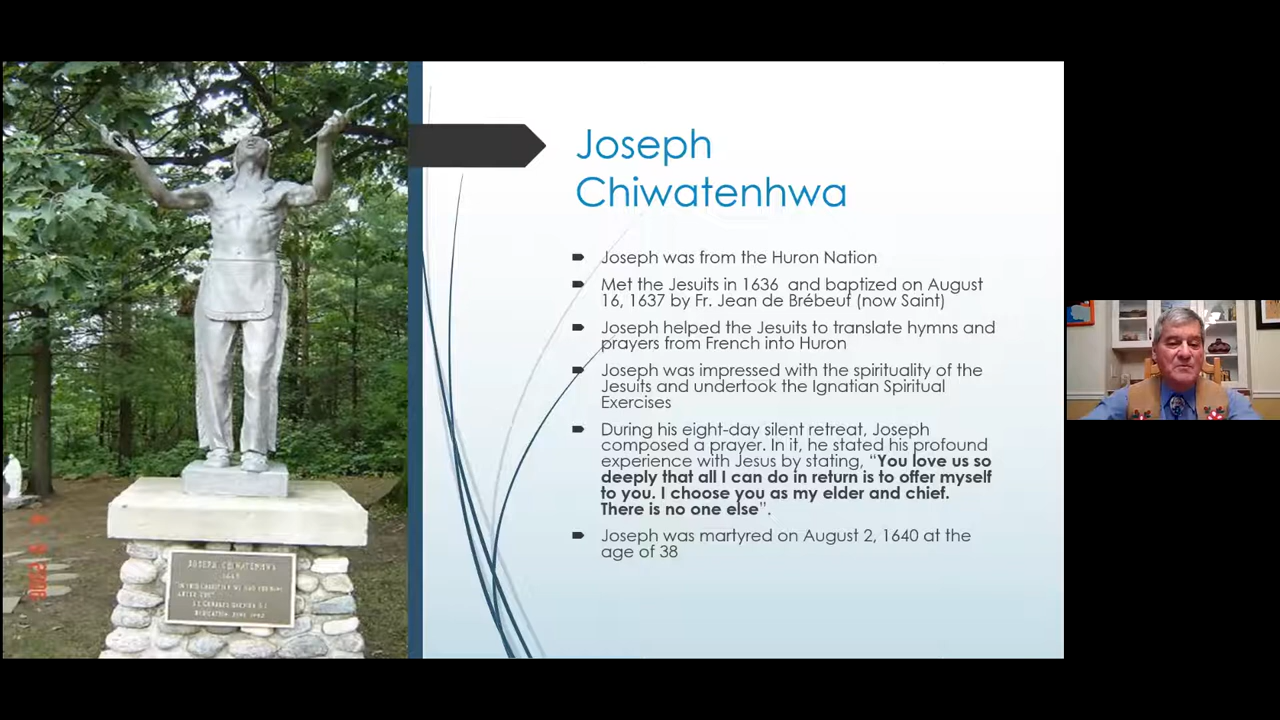 Joseph
Chiwatenhwa
Joseph was from the Huron Nation
Met the Jesuits in 1636 and baptized on August
16, 1637 by Fr. Jean de Brébeuf (now Saint)
Joseph helped the Jesuits to translate hymns and
prayers from French into Huron
Joseph was impressed with the spirituality of the
Jesuits and undertook the Ignatian Spiritual
Exercises
During his eight-day silent retreat, Joseph
composed a prayer. In it, he stated his profound
experience with Jesus by stating, “You love us so
deeply that all I can do in return is to offer myself
to you. I choose you as my elder and chief.
There is no one else”.
Joseph was martyred on August 2, 1640 at the
age of 38
JOSEPH CHIWATENHWA